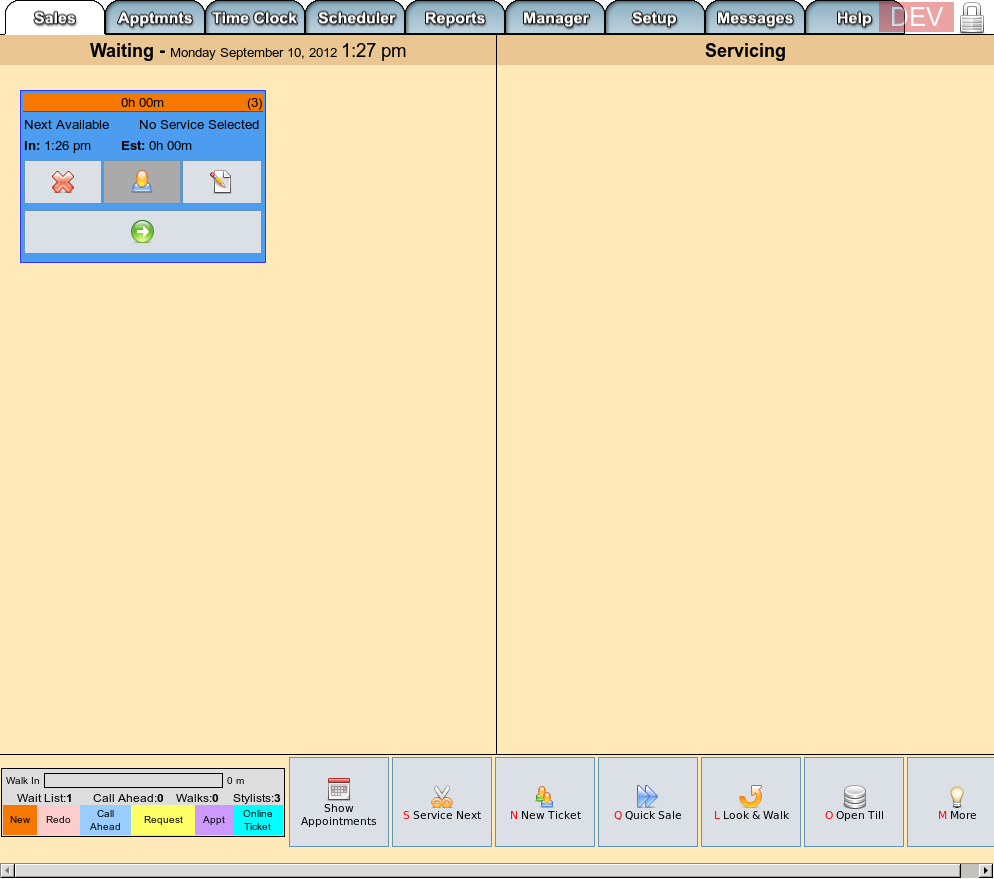 Sales Apptmnts Time Clock Scheduler Reports Manager Setup Messages Help DEV
Waiting - Monday September 10, 2012 1:27 pm
Servicing
0h 00m (3)
Next Available No Service Selected
In: 1:26 pm Est: 0h 00m
Walk In 0 m
Wait List:1 Call Ahead:0 Walks:0 Stylists:3
New Redo Call Ahead Request Appt Online Ticket
Show
Appointments
S Service Next
N New Ticket
Q Quick Sale
L Look & Walk
O Open Till
M More